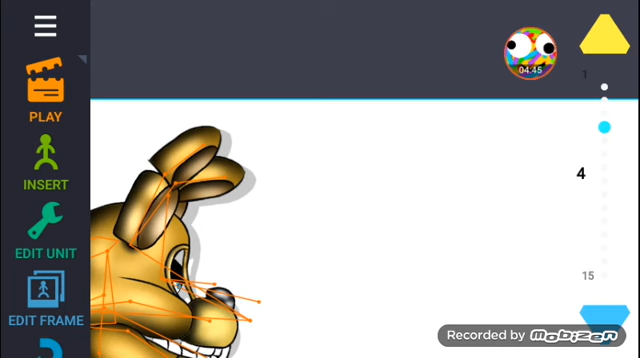 04:45
1
PLAY
4
INSERT
EDIT UNIT
15
EDIT FRAME
Recorded by Mobizen